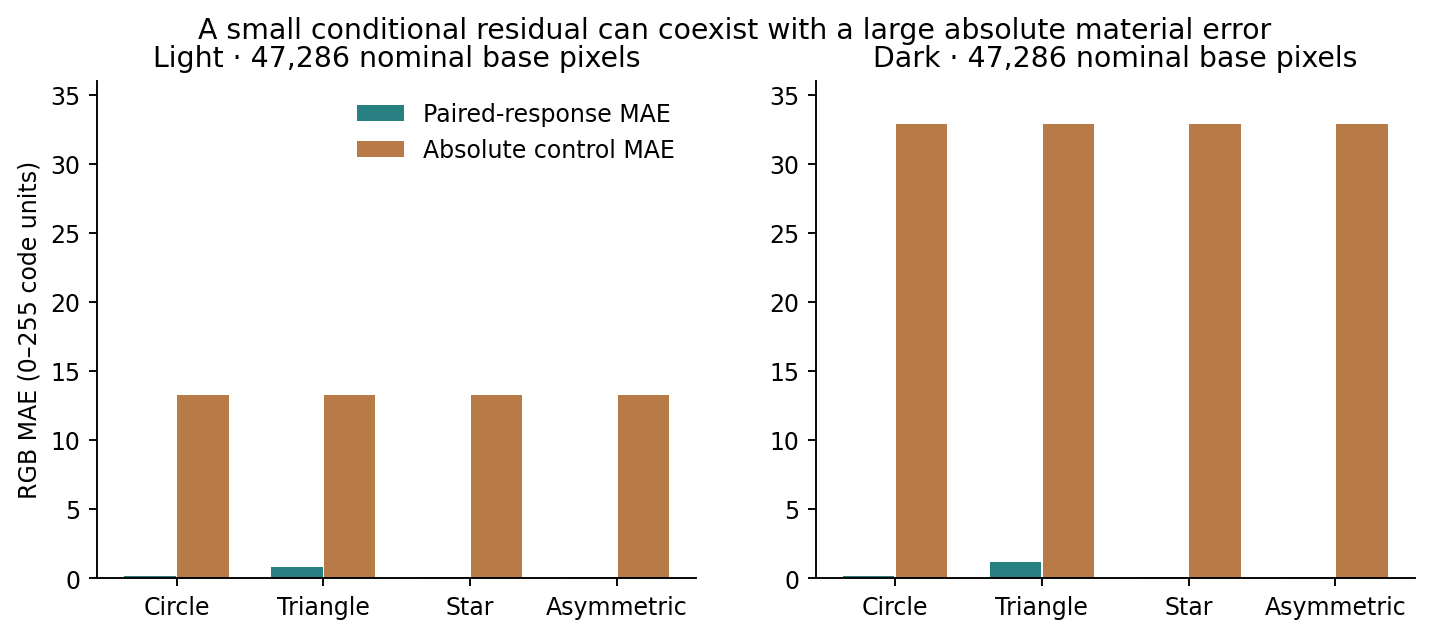 A small conditional residual can coexist with a large absolute material error
Light · 47,286 nominal base pixels
RGB MAE (0–255 code units)
35
30
25
20
15
10
5
0
Paired-response MAE
Absolute control MAE
Circle Triangle Star Asymmetric
Dark · 47,286 nominal base pixels
35
30
25
20
15
10
5
0
Circle Triangle Star Asymmetric